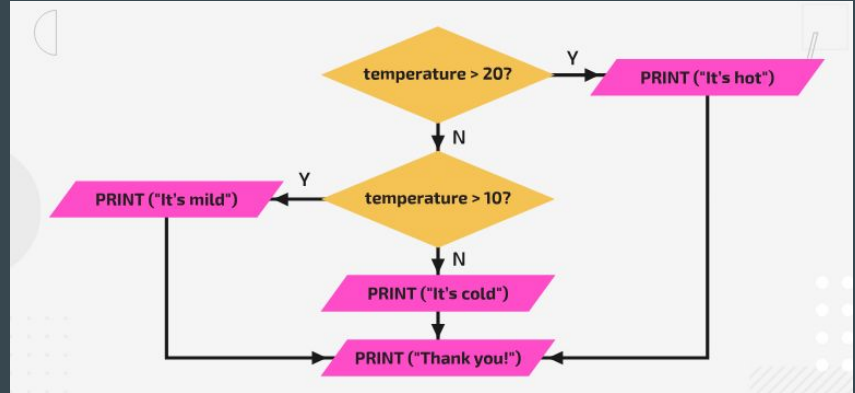 temperature > 20?
Y
PRINT ("It's hot")
N
temperature > 10?
Y
PRINT ("It's mild")
N
PRINT ("It's cold")
PRINT ("Thank you!")